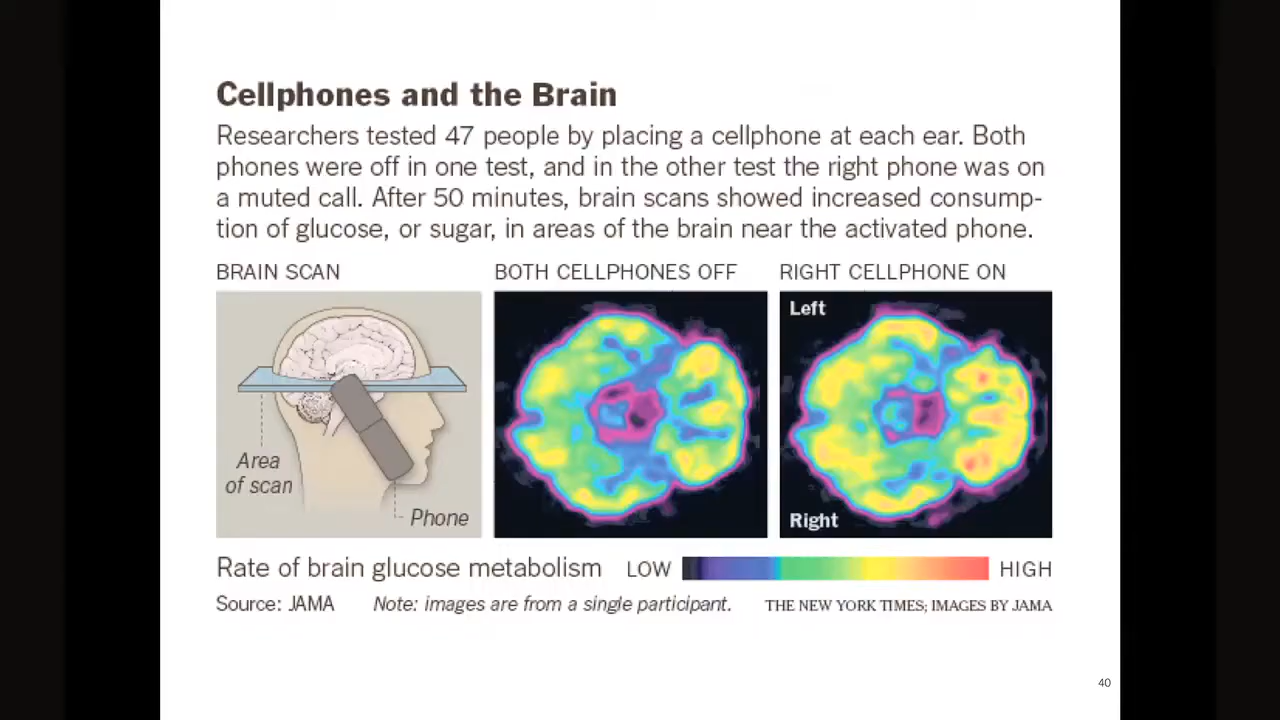 Cellphones and the Brain
Researchers tested 47 people by placing a cellphone at each ear. Both
phones were off in one test, and in the other test the right phone was on
a muted call. After 50 minutes, brain scans showed increased consump-
tion of glucose, or sugar, in areas of the brain near the activated phone.
BRAIN SCAN
BOTH CELLPHONES OFF
RIGHT CELLPHONE ON
Area
of scan
Phone
Left
Right
Rate of brain glucose metabolism
LOW
HIGH
Source: JAMA
Note: images are from a single participant.
THE NEW YORK TIMES; IMAGES BY JAMA
40